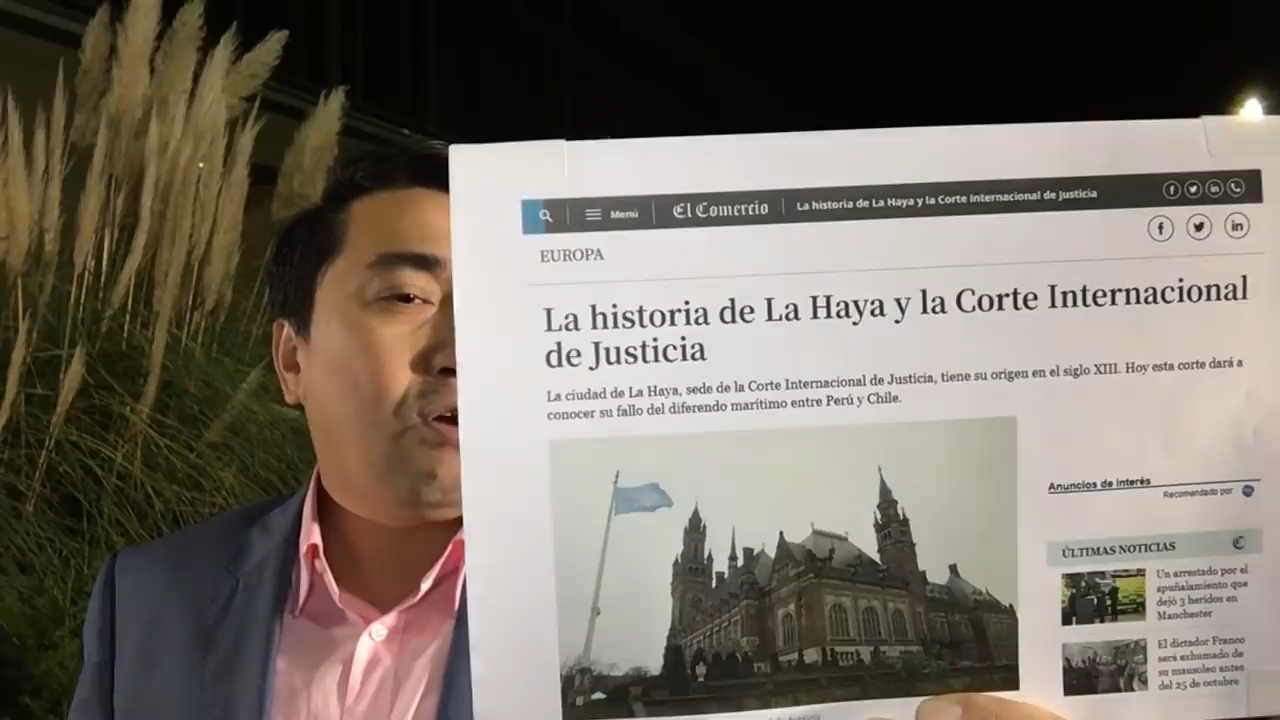 Menú
El Comercio
La historia de La Haya y la Corte Internacional de Justicia
EUROPA
La historia de La Haya y la Corte Internacional
de Justicia
La ciudad de La Haya, sede de la Corte Internacional de Justicia, tiene su origen en el siglo XIII. Hoy esta corte dará a
conocer su fallo del diferendo marítimo entre Perú y Chile.
Anuncios de interés
Recomendado por
ÚLTIMAS NOTICIAS
Un arrestado por el
apuñalamiento que
dejó 3 heridos en
Manchester
El dictador Franco
será exhumado de
su mausoleo antes
del 25 de octubre